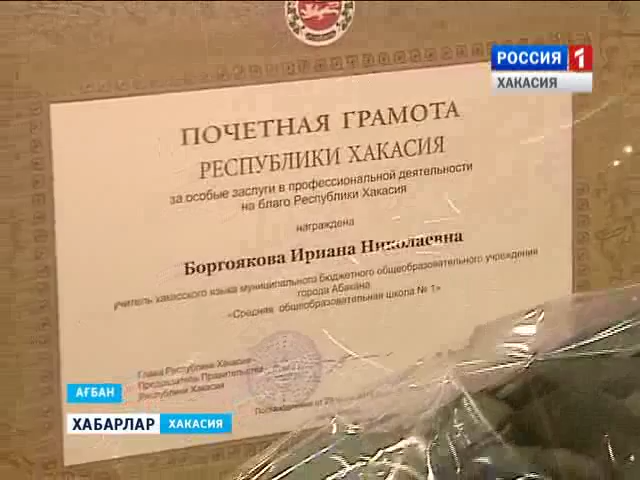 РОССИЯ 1
ХАКАСИЯ
ПОЧЕТНАЯ ГРАМОТА
РЕСПУБЛИКИ ХАКАСИЯ
за особые заслуги в профессиональной деятельности
на благо Республики Хакасия
награждена
Боргоякова Ириана Николаевна
учитель хакасского языка муниципального бюджетного общеобразовательного учреждения
города Абакана
«Средняя общеобразовательная школа № 1»
Глава Республики Хакасия
Председатель Правительства
Республики Хакасия
Постановление от
АҒБАН
ХАБАРЛАР ХАКАСИЯ